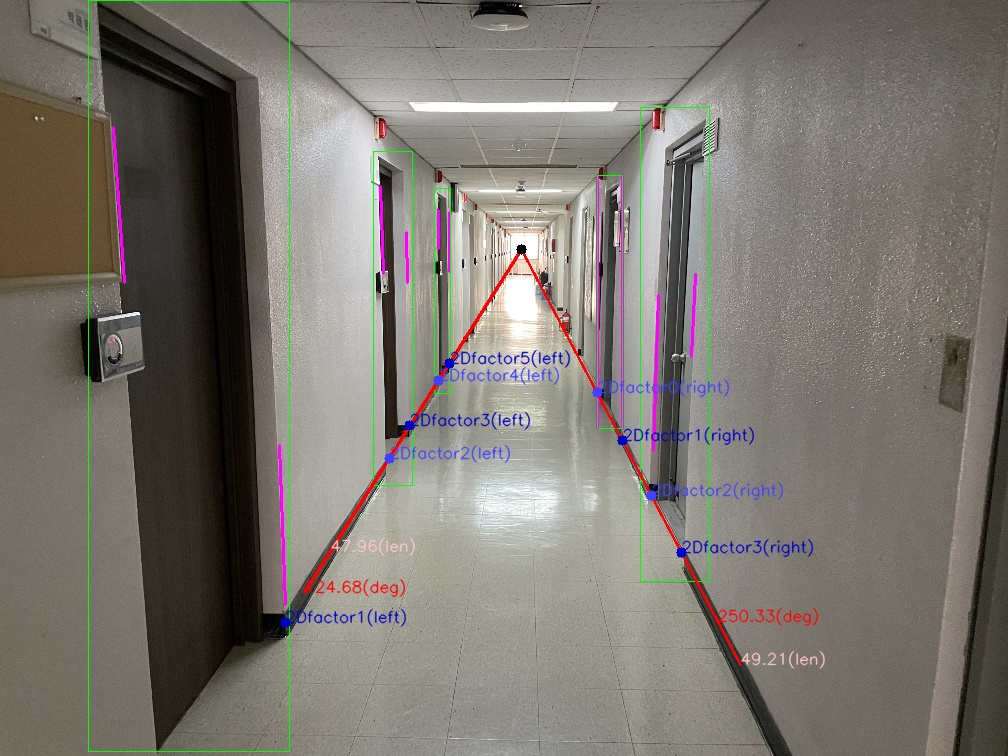 2Dfactor5(left)
2Dfactor4(left)
2Dfactor0(right)
2Dfactor3(left)
2Dfactor1(right)
2Dfactor2(left)
2Dfactor2(right)
47.96(len)
2Dfactor3(right)
24.68(deg)
2Dfactor1(left)
250.33(deg)
49.21(len)